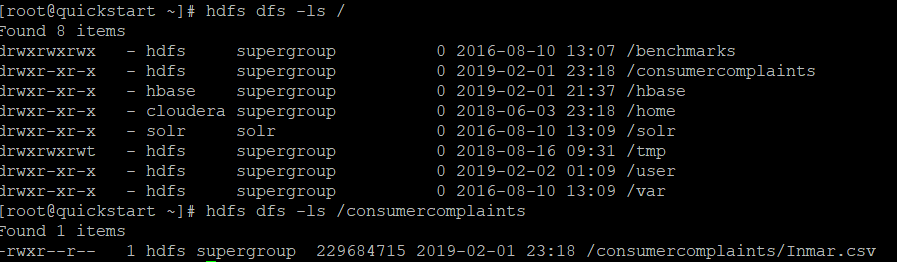 [root@quickstart ~]# hdfs dfs -ls /
Found 8 items
drwxrwxrwx   - hdfs     supergroup          0 2016-08-10 13:07 /benchmarks
drwxr-xr-x   - hdfs     supergroup          0 2019-02-01 23:18 /consumercomplaints
drwxr-xr-x   - hbase    supergroup          0 2019-02-01 21:37 /hbase
drwxr-xr-x   - cloudera supergroup          0 2018-06-03 23:18 /home
drwxr-xr-x   - solr     solr                0 2016-08-10 13:09 /solr
drwxrwxrwt   - hdfs     supergroup          0 2018-08-16 09:31 /tmp
drwxr-xr-x   - hdfs     supergroup          0 2019-02-02 01:09 /user
drwxr-xr-x   - hdfs     supergroup          0 2016-08-10 13:09 /var
[root@quickstart ~]# hdfs dfs -ls /consumercomplaints
Found 1 items
-rwxr--r--   1 hdfs supergroup  229684715 2019-02-01 23:18 /consumercomplaints/Inmar.csv